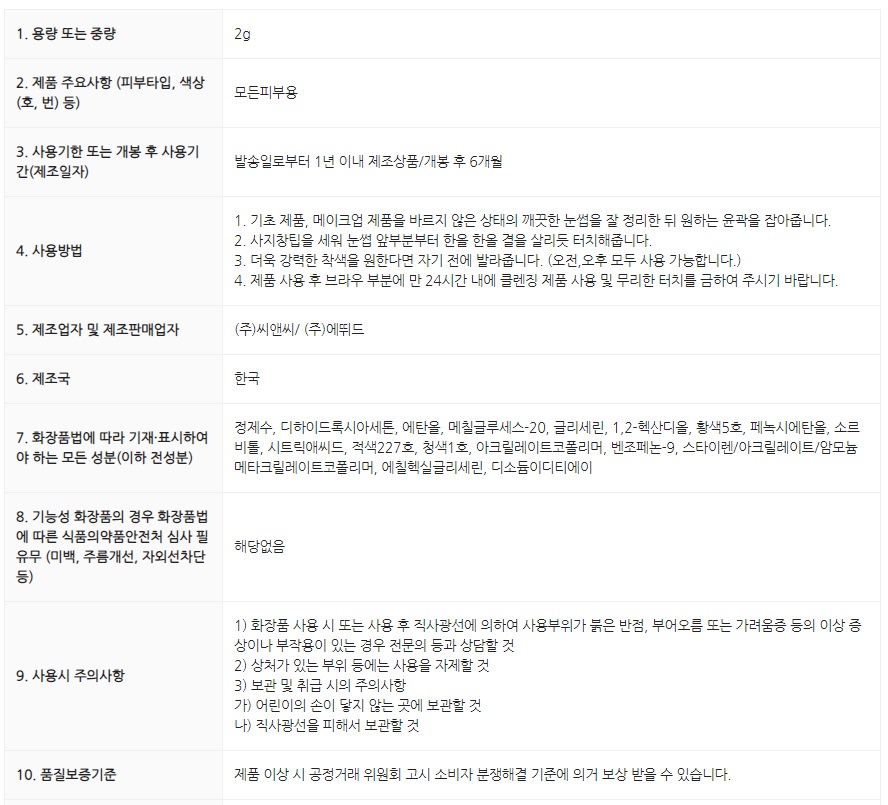 1. 용량 또는 중량
2g
2. 제품 주요사항 (피부타입, 색상
(호, 번) 등)
모든피부용
3. 사용기한 또는 개봉 후 사용기
간(제조일자)
발송일로부터 1년 이내 제조상품/개봉 후 6개월
4. 사용방법
1. 기초 제품, 메이크업 제품을 바르지 않은 상태의 깨끗한 눈썹을 잘 정리한 뒤 원하는 윤곽을 잡아줍니다.
2. 사지창팁을 세워 눈썹 앞부분부터 한올 한올 결을 살리듯 터치해줍니다.
3. 더욱 강력한 착색을 원한다면 자기 전에 발라줍니다. (오전,오후 모두 사용 가능합니다.)
4. 제품 사용 후 브라우 부분에 만 24시간 내에 클렌징 제품 사용 및 무리한 터치를 금하여 주시기 바랍니다.
5. 제조업자 및 제조판매업자
(주)씨앤씨/ (주)에뛰드
6. 제조국
한국
7. 화장품법에 따라 기재·표시하여
야 하는 모든 성분(이하 전성분)
정제수, 디하이드록시아세톤, 에탄올, 메칠글루세스-20, 글리세린, 1,2-헥산디올, 황색5호, 페녹시에탄올, 소르
비톨, 시트릭애씨드, 적색227호, 청색1호, 아크릴레이트코폴리머, 벤조페논-9, 스타이렌/아크릴레이트/암모늄
메타크릴레이트코폴리머, 에칠헥실글리세린, 디소듐이디티에이
8. 기능성 화장품의 경우 화장품법
에 따른 식품의약품안전처 심사 필
유무 (미백, 주름개선, 자외선차단
등)
해당없음
9. 사용시 주의사항
1) 화장품 사용 시 또는 사용 후 직사광선에 의하여 사용부위가 붉은 반점, 부어오름 또는 가려움증 등의 이상 증
상이나 부작용이 있는 경우 전문의 등과 상담할 것
2) 상처가 있는 부위 등에는 사용을 자제할 것
3) 보관 및 취급 시의 주의사항
가) 어린이의 손이 닿지 않는 곳에 보관할 것
나) 직사광선을 피해서 보관할 것
10. 품질보증기준
제품 이상 시 공정거래 위원회 고시 소비자 분쟁해결 기준에 의거 보상 받을 수 있습니다.